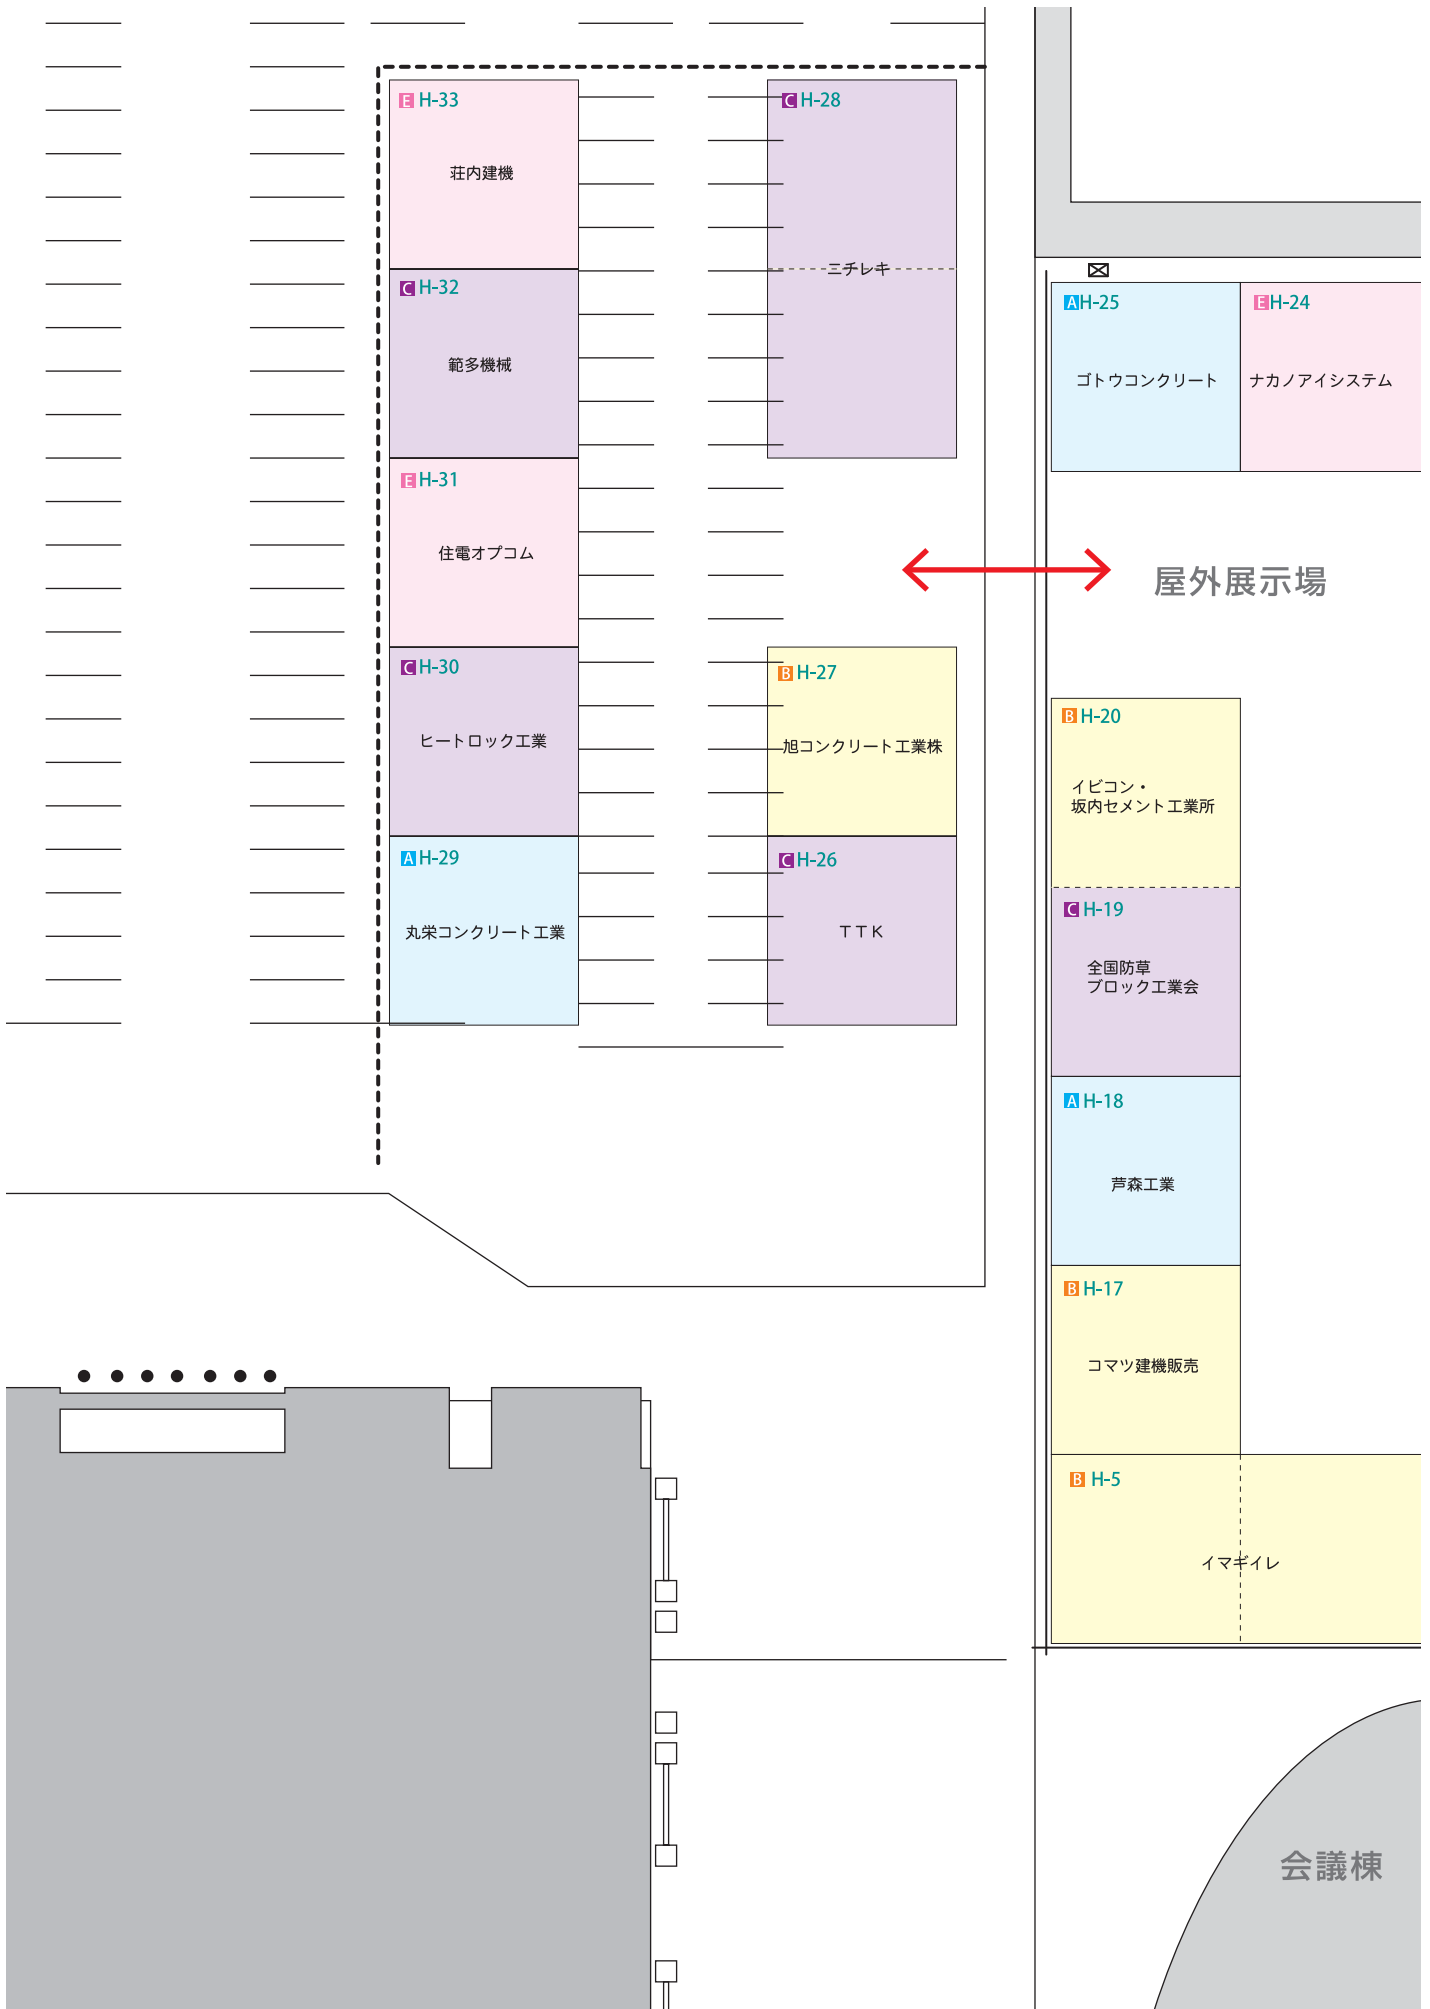 E H-33
荘内建機
C H-32
範多機械
E H-31
住電オプコム
C H-30
ヒートロック工業
A H-29
丸栄コンクリート工業
C H-28
ニチレキ
B H-27
旭コンクリート工業株
C H-26
TTK
A H-25
ゴトウコンクリート
E H-24
ナカノアイシステム
屋外展示場
B H-20
イビコン・
坂内セメント工業所
C H-19
全国防草
ブロック工業会
A H-18
芦森工業
B H-17
コマツ建機販売
B H-5
イマギイレ
会議棟